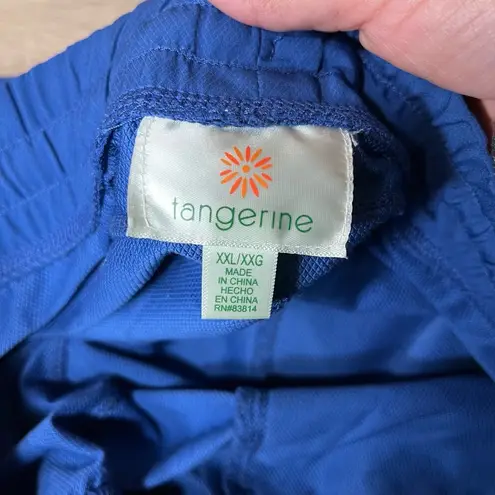 tangerine
XXL/XXG
MADE
IN CHINA
HECHO
EN CHINA
RN#83814